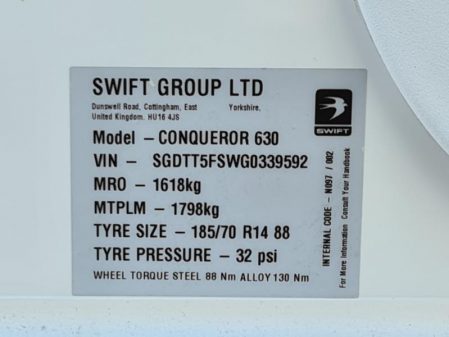 SWIFT GROUP LTD
Dunswell Road, Cottingham, East Yorkshire,
United Kingdom. HU16 4JS
Model – CONQUEROR 630
VIN – SGDTT5FSWG0339592
MRO – 1618kg
MTPLM – 1798kg
TYRE SIZE – 185/70 R14 88
TYRE PRESSURE – 32 psi
WHEEL TORQUE STEEL 88 Nm ALLOY 130 Nm
SWIFT
INTERNAL CODE - N097 / 002
For More Information Consult Your Handbook